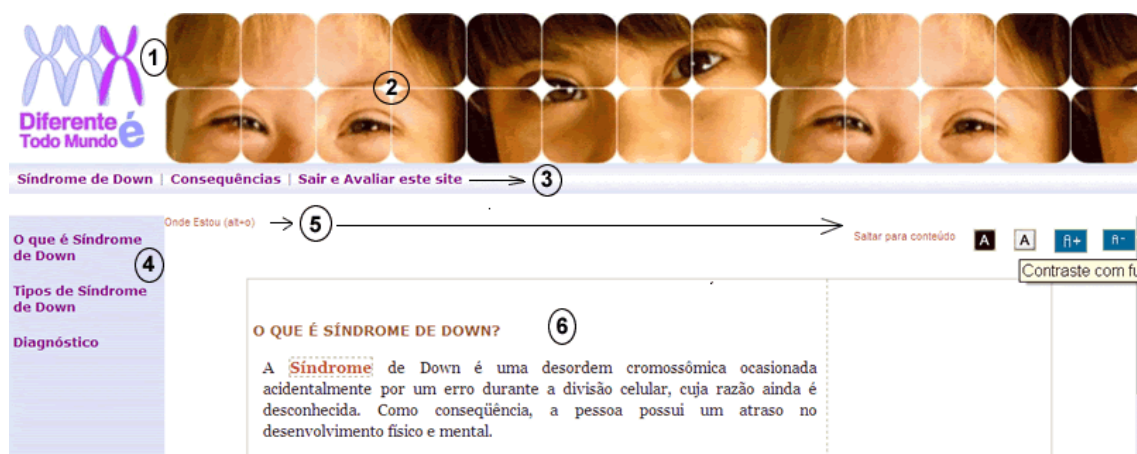 1
2
Diferente é
Todo Mundo
Síndrome de Down | Consequências | Sair e Avaliar este site
3
Onde Estou (alt+o)
5
Saltar para conteúdo
A
A
A+
A-
Contraste com fu
O que é Síndrome
de Down
4
Tipos de Síndrome
de Down
Diagnóstico
O QUE É SÍNDROME DE DOWN?
6
A Síndrome de Down é uma desordem cromossômica ocasionada
acidentalmente por um erro durante a divisão celular, cuja razão ainda é
desconhecida. Como conseqüência, a pessoa possui um atraso no
desenvolvimento físico e mental.